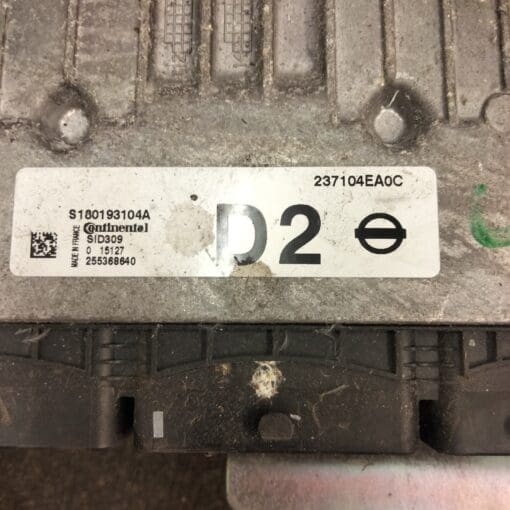 237104EA0C
S180193104A
Continental
SID309
0 15127
255368640
MADE IN FRANCE
D2